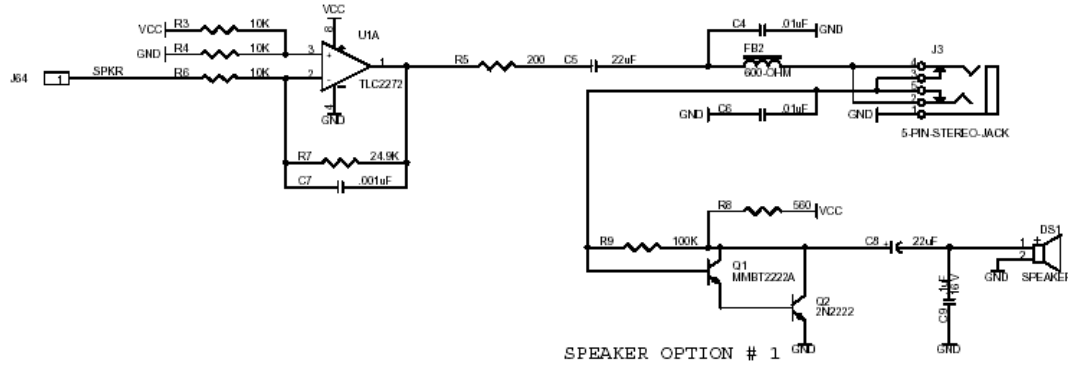 VCC
C4 .01uF GND
VCC R3 10K
U1A
GND R4 10K
8
3
+
1
R5 200
C5 22uF
FB2
600-OHM
J3
J64 1 SPKR R6 10K
2
-
TLC2272
4
GND
4
3
5
2
1
GND C6 .01uF
GND
5-PIN-STEREO-JACK
R7 24.9K
C7 .001uF
R8 560 VCC
R9 100K
C8 + 22uF
DS1
1 +
2
GND
SPEAKER
Q1
MMBT2222A
Q2
2N2222
C9 .1uF
16V
GND
GND
SPEAKER OPTION # 1